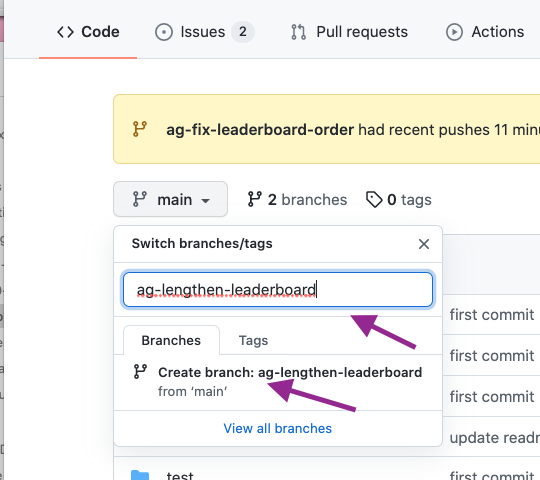 Code Issues 2 Pull requests Actions
ag-fix-leaderboard-order had recent pushes 11
main 2 branches 0 tags
Switch branches/tags
ag-lengthen-leaderboard
first commit
Branches Tags
first commit
Create branch: ag-lengthen-leaderboard
from ‘main’
first commit
View all branches
update
test first commit